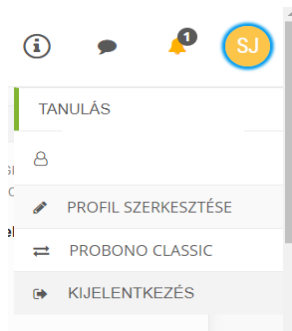 1
SJ
TANULÁS
PROFIL SZERKESZTÉSE
PROBONO CLASSIC
KIJELENTKEZÉS